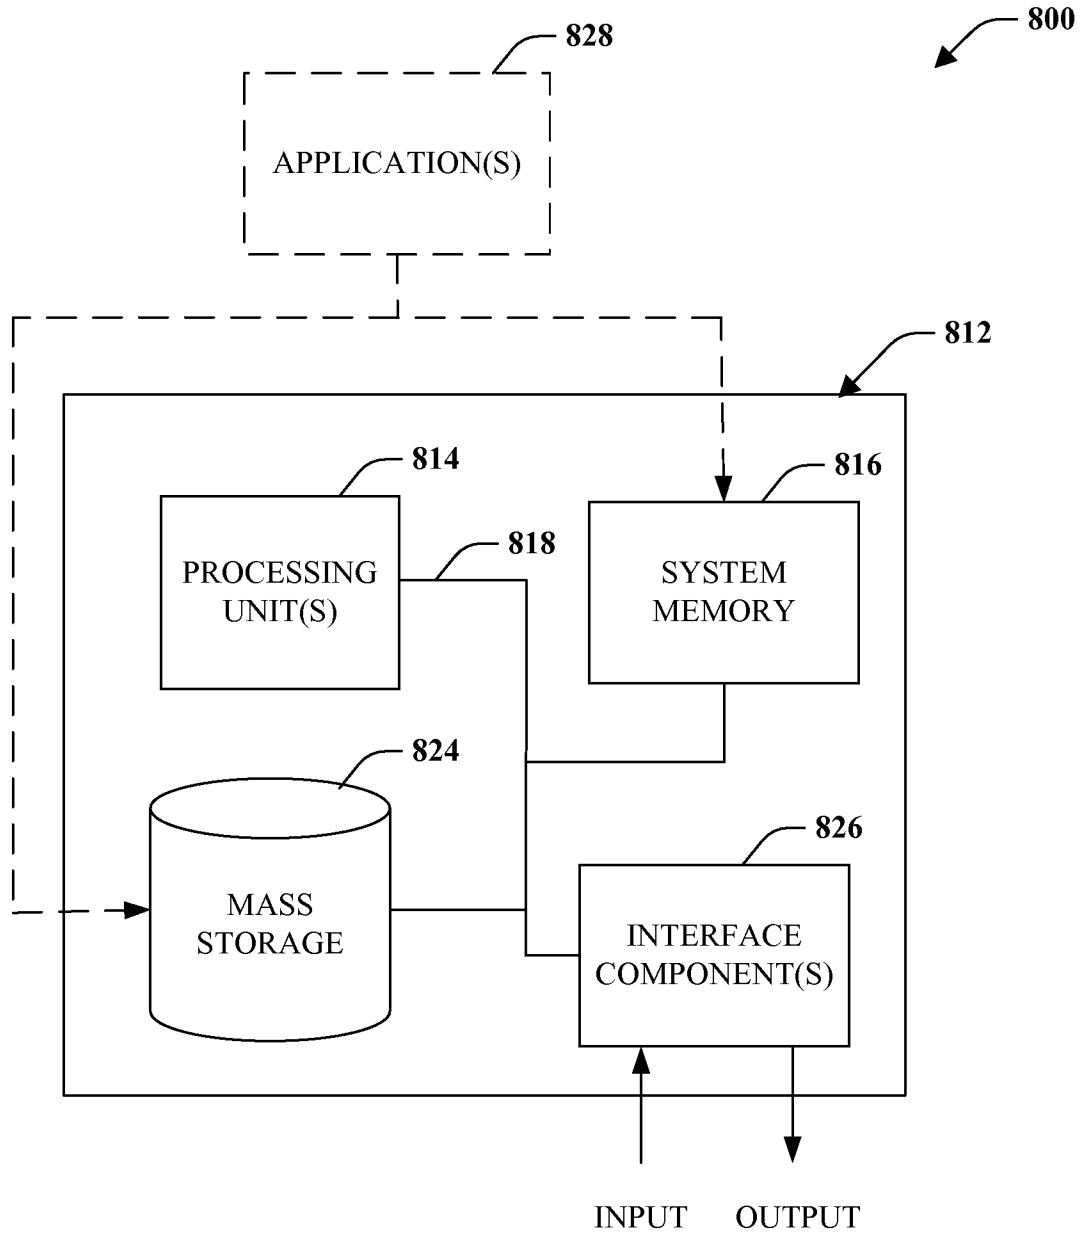 800
828
APPLICATION(S)
812
814
816
PROCESSING
UNIT(S)
818
SYSTEM
MEMORY
824
MASS
STORAGE
826
INTERFACE
COMPONENT(S)
INPUT
OUTPUT